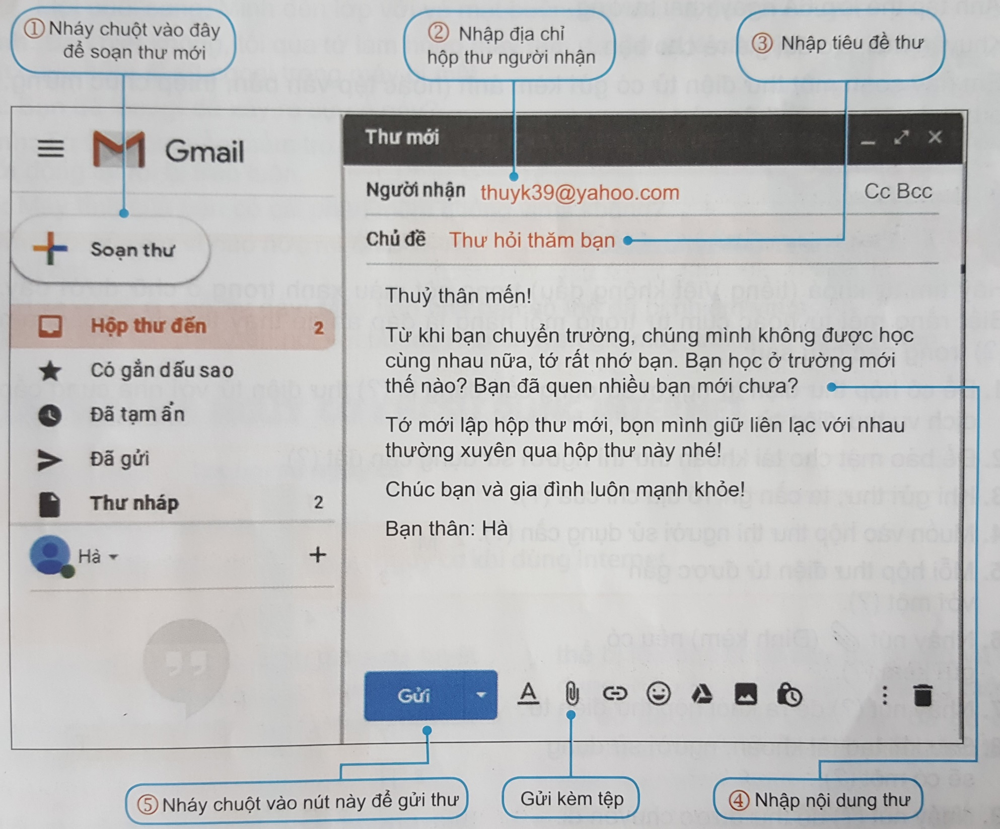 ① Nháy chuột vào đây
để soạn thư mới
② Nhập địa chỉ
hộp thư người nhận
③ Nhập tiêu đề thư
Gmail
Soạn thư
Hộp thư đến 2
Có gắn dấu sao
Đã tạm ẩn
Đã gửi
Thư nháp 2
Hà
Thư mới
Người nhận thuyk39@yahoo.com Cc Bcc
Chủ đề Thư hỏi thăm bạn
Thuỷ thân mến!
Từ khi bạn chuyển trường, chúng mình không được học
cùng nhau nữa, tớ rất nhớ bạn. Bạn học ở trường mới
thế nào? Bạn đã quen nhiều bạn mới chưa?
Tớ mới lập hộp thư mới, bọn mình giữ liên lạc với nhau
thường xuyên qua hộp thư này nhé!
Chúc bạn và gia đình luôn mạnh khỏe!
Bạn thân: Hà
Gửi
⑤ Nháy chuột vào nút này để gửi thư
Gửi kèm tệp
④ Nhập nội dung thư